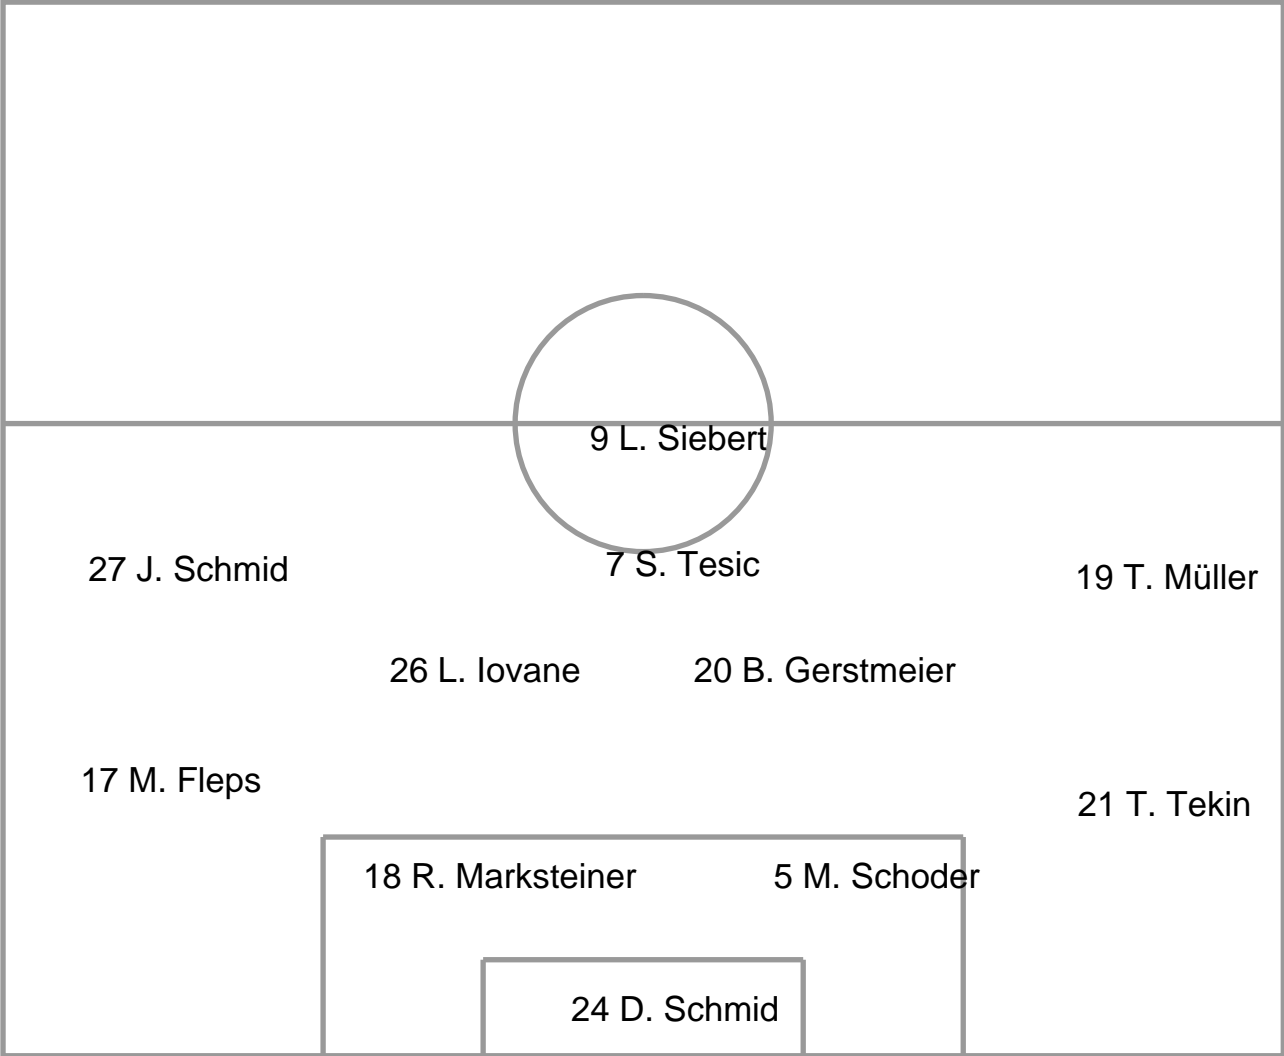 9 L. Siebert
27 J. Schmid
7 S. Tesic
19 T. Müller
26 L. Iovane
20 B. Gerstmeier
17 M. Fleps
21 T. Tekin
18 R. Marksteiner
5 M. Schoder
24 D. Schmid